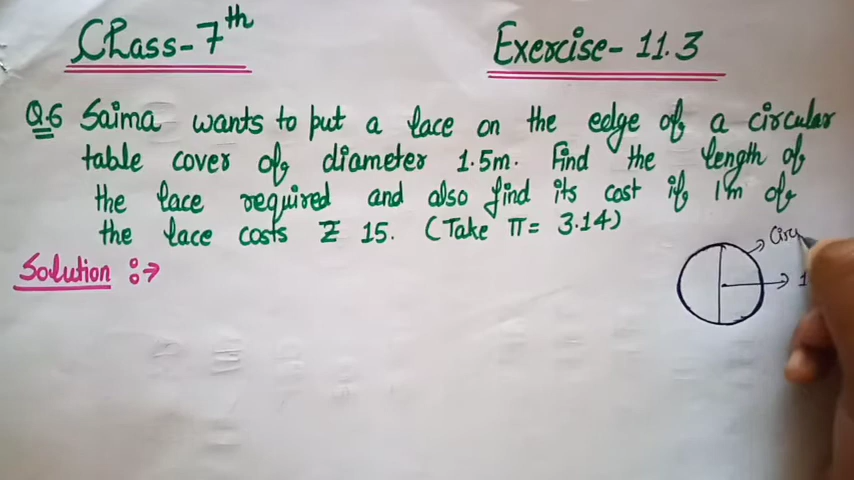 Class-7th
Exercise- 11.3
Q.6 Saima wants to put a lace on the edge of a circular
table cover of diameter 1.5m. Find the length of
the lace required and also find its cost if 1m of
the lace costs ₹ 15. (Take π = 3.14)
Solution :→
1